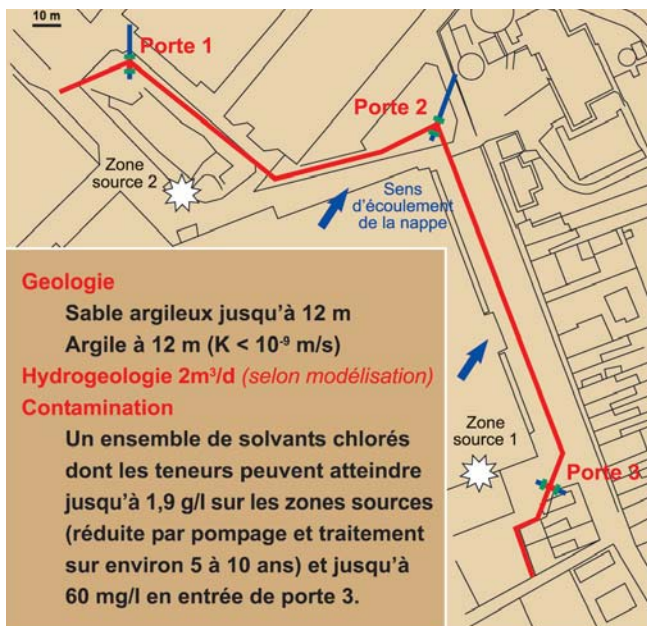 10 m
Porte 1
Porte 2
Zone
source 2
Sens
d'écoulement
de la nappe
Geologie
Sable argileux jusqu'à 12 m
Argile à 12 m (K < 10⁻⁹ m/s)
Hydrogeologie 2m³/d (selon modélisation)
Contamination
Un ensemble de solvants chlorés
dont les teneurs peuvent atteindre
jusqu'à 1,9 g/l sur les zones sources
(réduite par pompage et traitement
sur environ 5 à 10 ans) et jusqu'à
60 mg/l en entrée de porte 3.
Zone
source 1
Porte 3